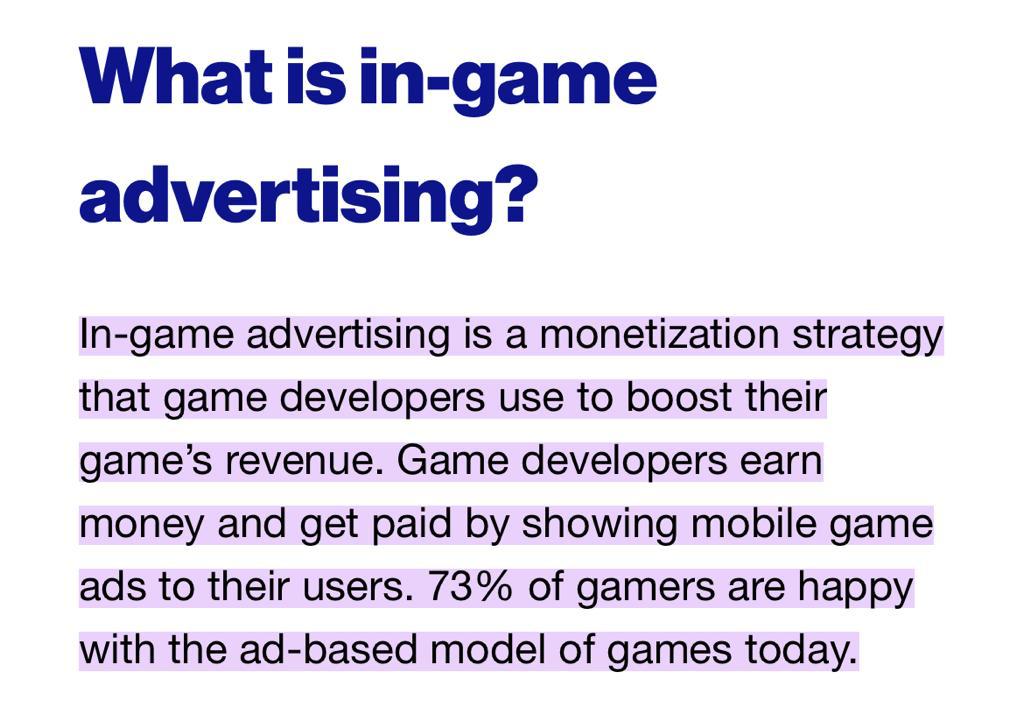 What is in-game
advertising?
In-game advertising is a monetization strategy
that game developers use to boost their
game’s revenue. Game developers earn
money and get paid by showing mobile game
ads to their users. 73% of gamers are happy
with the ad-based model of games today.